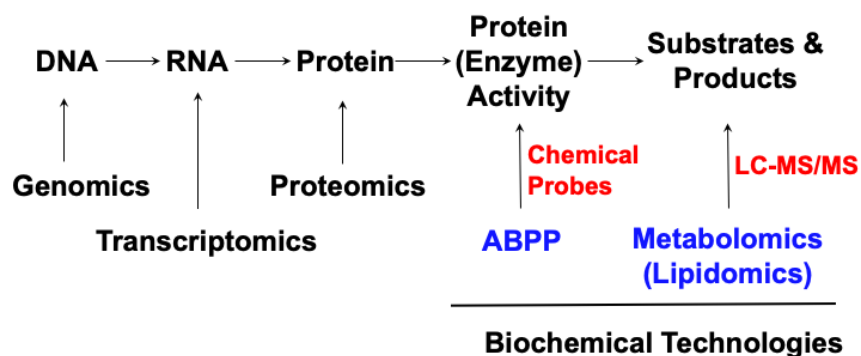 DNA
RNA
Protein
Protein
(Enzyme)
Activity
Substrates &
Products
Chemical
Probes
LC-MS/MS
Genomics
Proteomics
Transcriptomics
ABPP
Metabolomics
(Lipidomics)
Biochemical Technologies